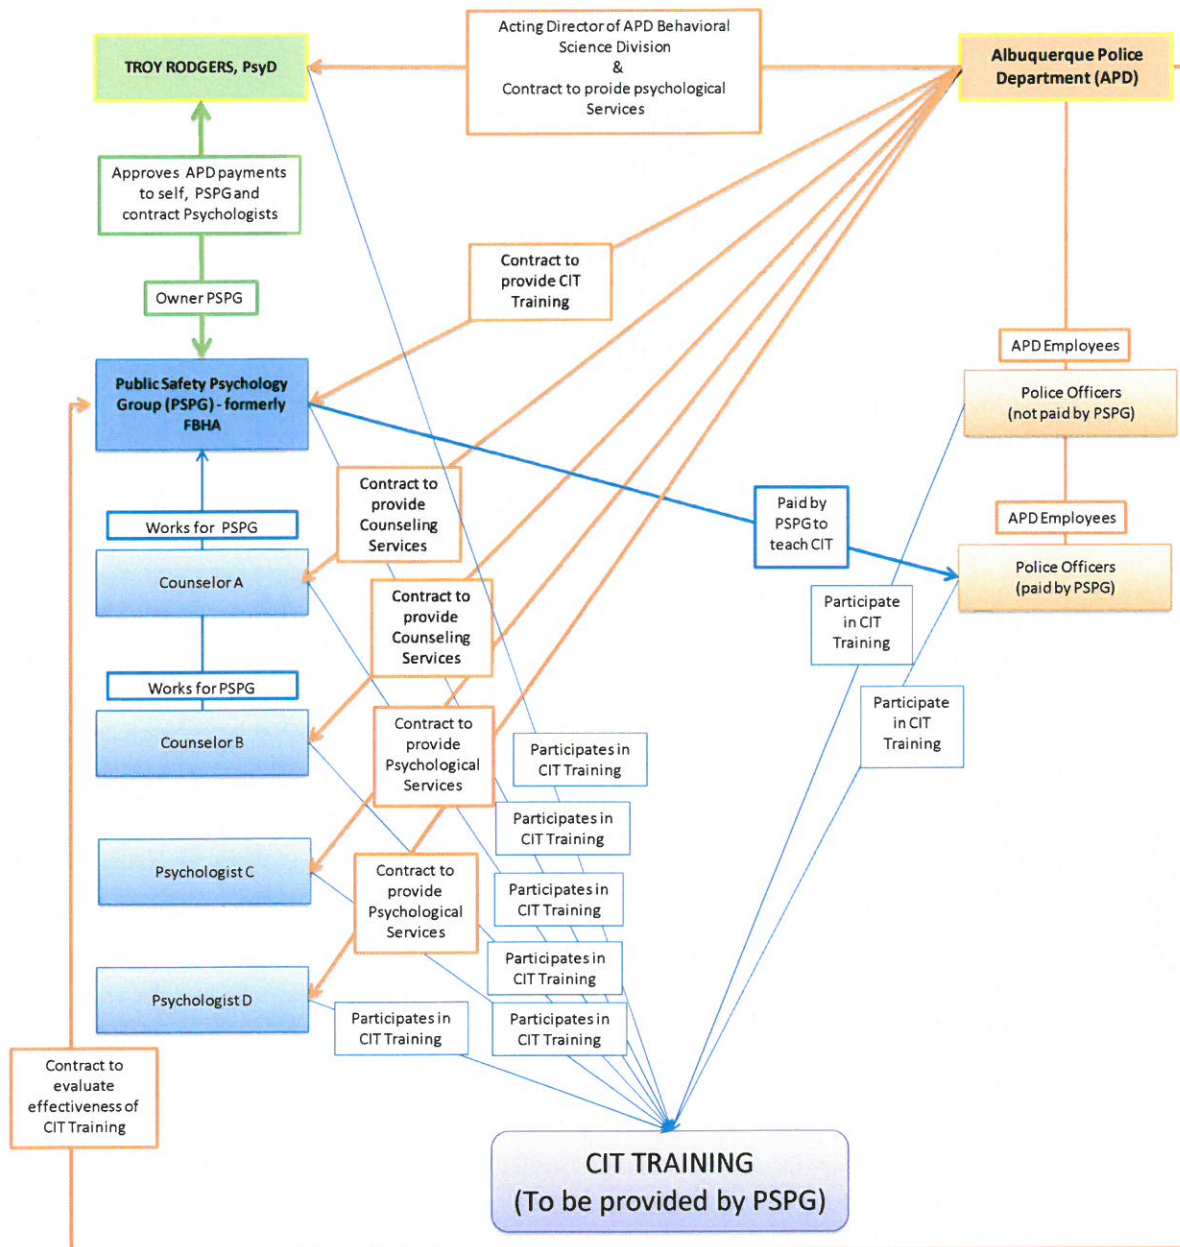 Acting Director of APD Behavioral
Science Division
&
Contract to proide psychological
Services
TROY RODGERS, PsyD
Albuquerque Police
Department (APD)
Approves APD payments
to self, PSPG and
contract Psychologists
Contract to
provide CIT
Training
Owner PSPG
APD Employees
Public Safety Psychology
Group (PSPG) - formerly
FBHA
Police Officers
(not paid by PSPG)
Contract to
provide
Counseling
Services
Paid by
PSPG to
teach CIT
APD Employees
Works for PSPG
Counselor A
Police Officers
(paid by PSPG)
Contract to
provide
Counseling
Services
Participate
in CIT
Training
Works for PSPG
Counselor B
Participate
in CIT
Training
Contract to
provide
Psychological
Services
Participates in
CIT Training
Participates in
CIT Training
Psychologist C
Contract to
provide
Psychological
Services
Participates in
CIT Training
Participates in
CIT Training
Psychologist D
Participates in
CIT Training
Participates in
CIT Training
Contract to
evaluate
effectiveness of
CIT Training
CIT TRAINING
(To be provided by PSPG)